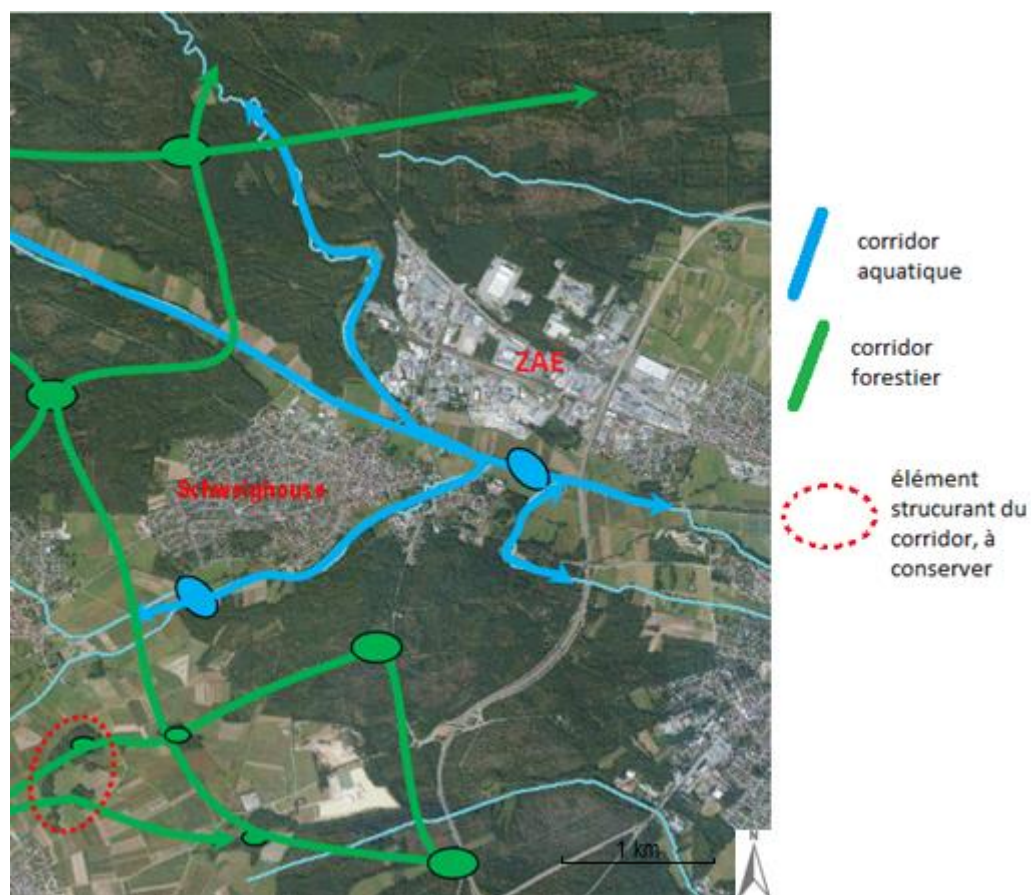 ZAE
Schweighouse
1 km
N
corridor
aquatique
corridor
forestier
élément
strucurant du
corridor, à
conserver